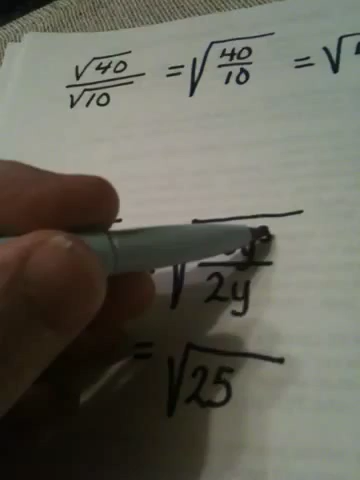 √40 / √10 = √40/10 = √
√ y / 2y
= √25